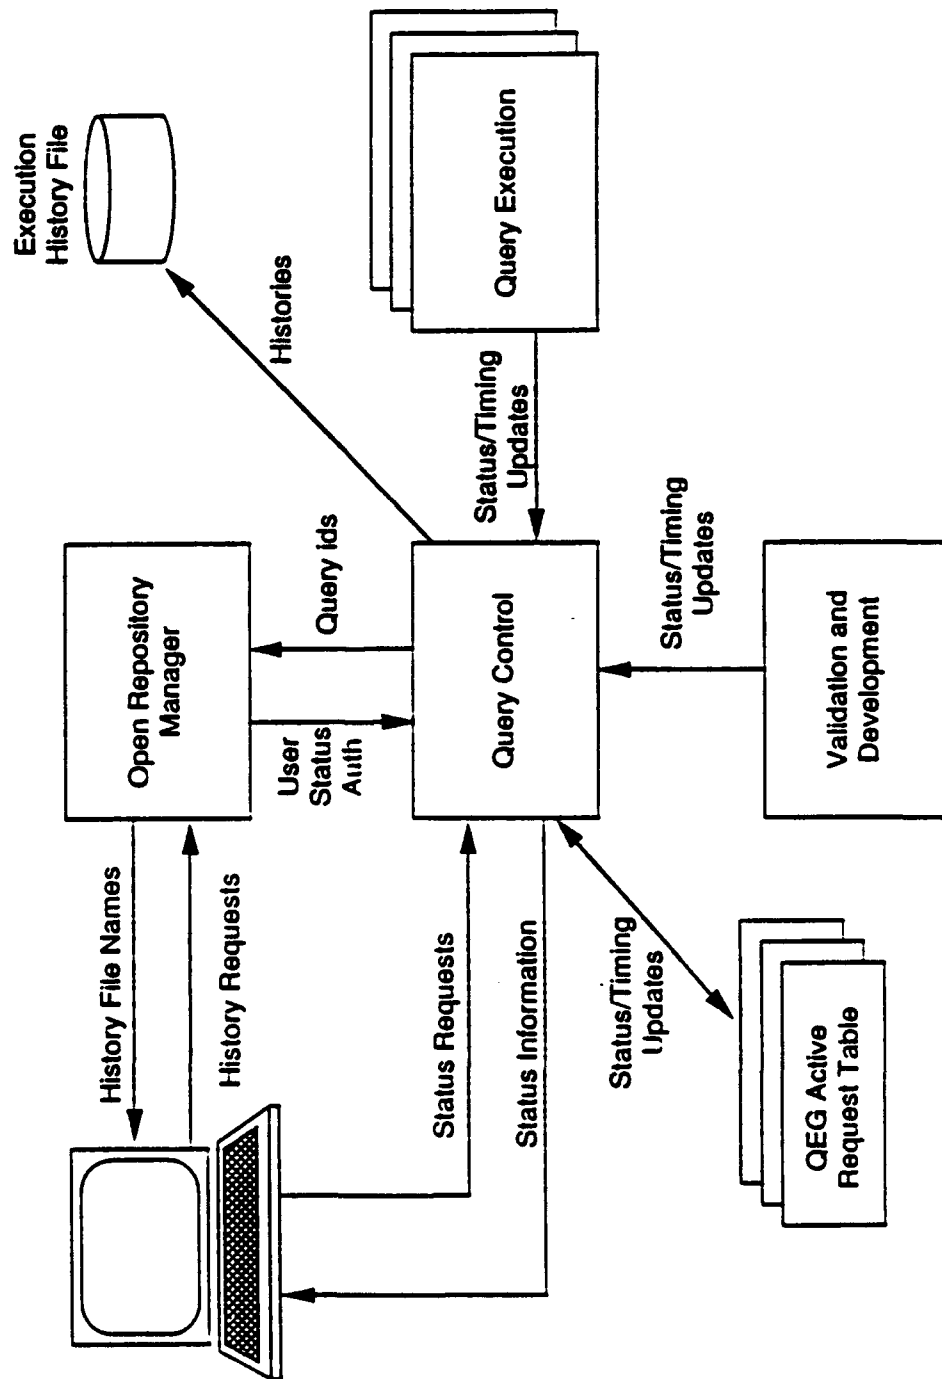 Execution
History File
Histories
Query Execution
Status/Timing
Updates
Open Repository
Manager
Query ids
User
Status
Auth
Query Control
Status/Timing
Updates
Validation and
Development
History File Names
History Requests
Status Requests
Status Information
Status/Timing
Updates
QEG Active
Request Table